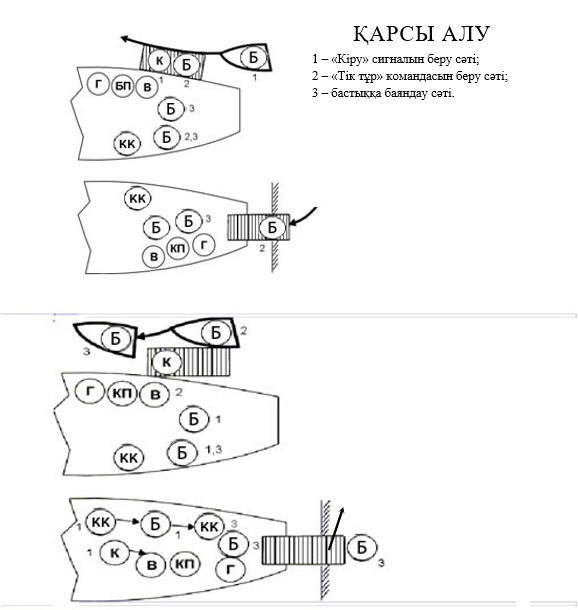 ҚАРСЫ АЛУ
1 – «Кіру» сигналын беру сәті;
2 – «Тік тұр» командасын беру сәті;
3 – бастыққа баяндау сәті.
К Б Б
1 2 1
Г БП В
Б 3
КК Б 2,3
КК
Б Б 3 Б
В КП Г 2
Б Б 2
3
К
Г КП В 2
Б 1
КК Б 1,3
1 КК Б 1 КК 3
1 К Б 3 Б 3
В КП Г